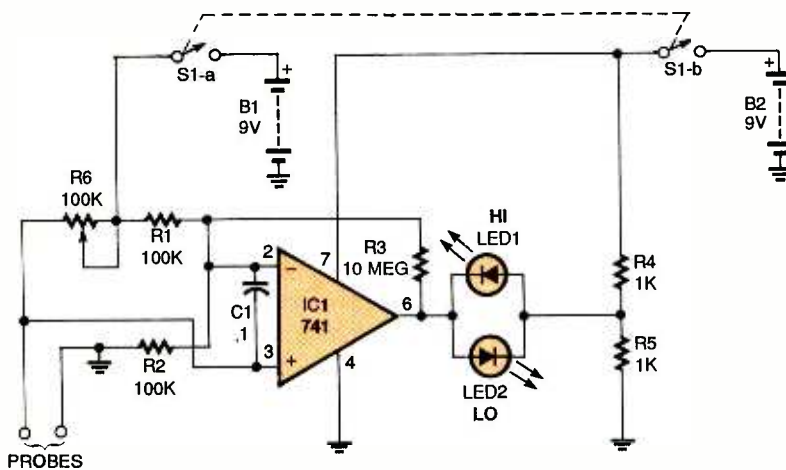 S1-a
S1-b
+
B1
9V
+
B2
9V
R6
100K
R1
100K
R3
10 MEG
HI
LED1
2
7
6
C1
.1
IC1
741
3
4
R2
100K
LED2
LO
R4
1K
R5
1K
PROBES